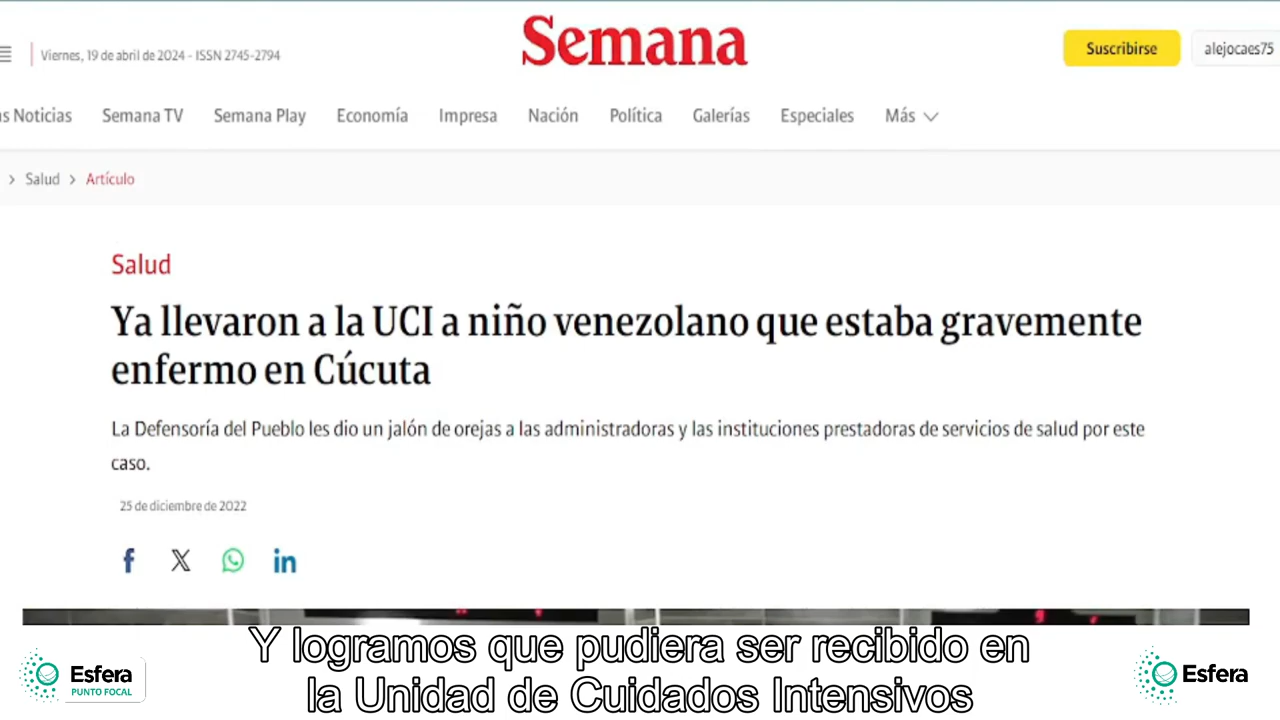 Viernes, 19 de abril de 2024 - ISSN 2745-2794
Semana
Suscribirse
alejocaes75
s Noticias Semana TV Semana Play Economía Impresa Nación Política Galerías Especiales Más
> Salud > Artículo
Salud
Ya llevaron a la UCI a niño venezolano que estaba gravemente
enfermo en Cúcuta
La Defensoría del Pueblo les dio un jalón de orejas a las administradoras y las instituciones prestadoras de servicios de salud por este
caso.
25 de diciembre de 2022
Y logramos que pudiera ser recibido en
la Unidad de Cuidados Intensivos
Esfera
PUNTO FOCAL
Esfera